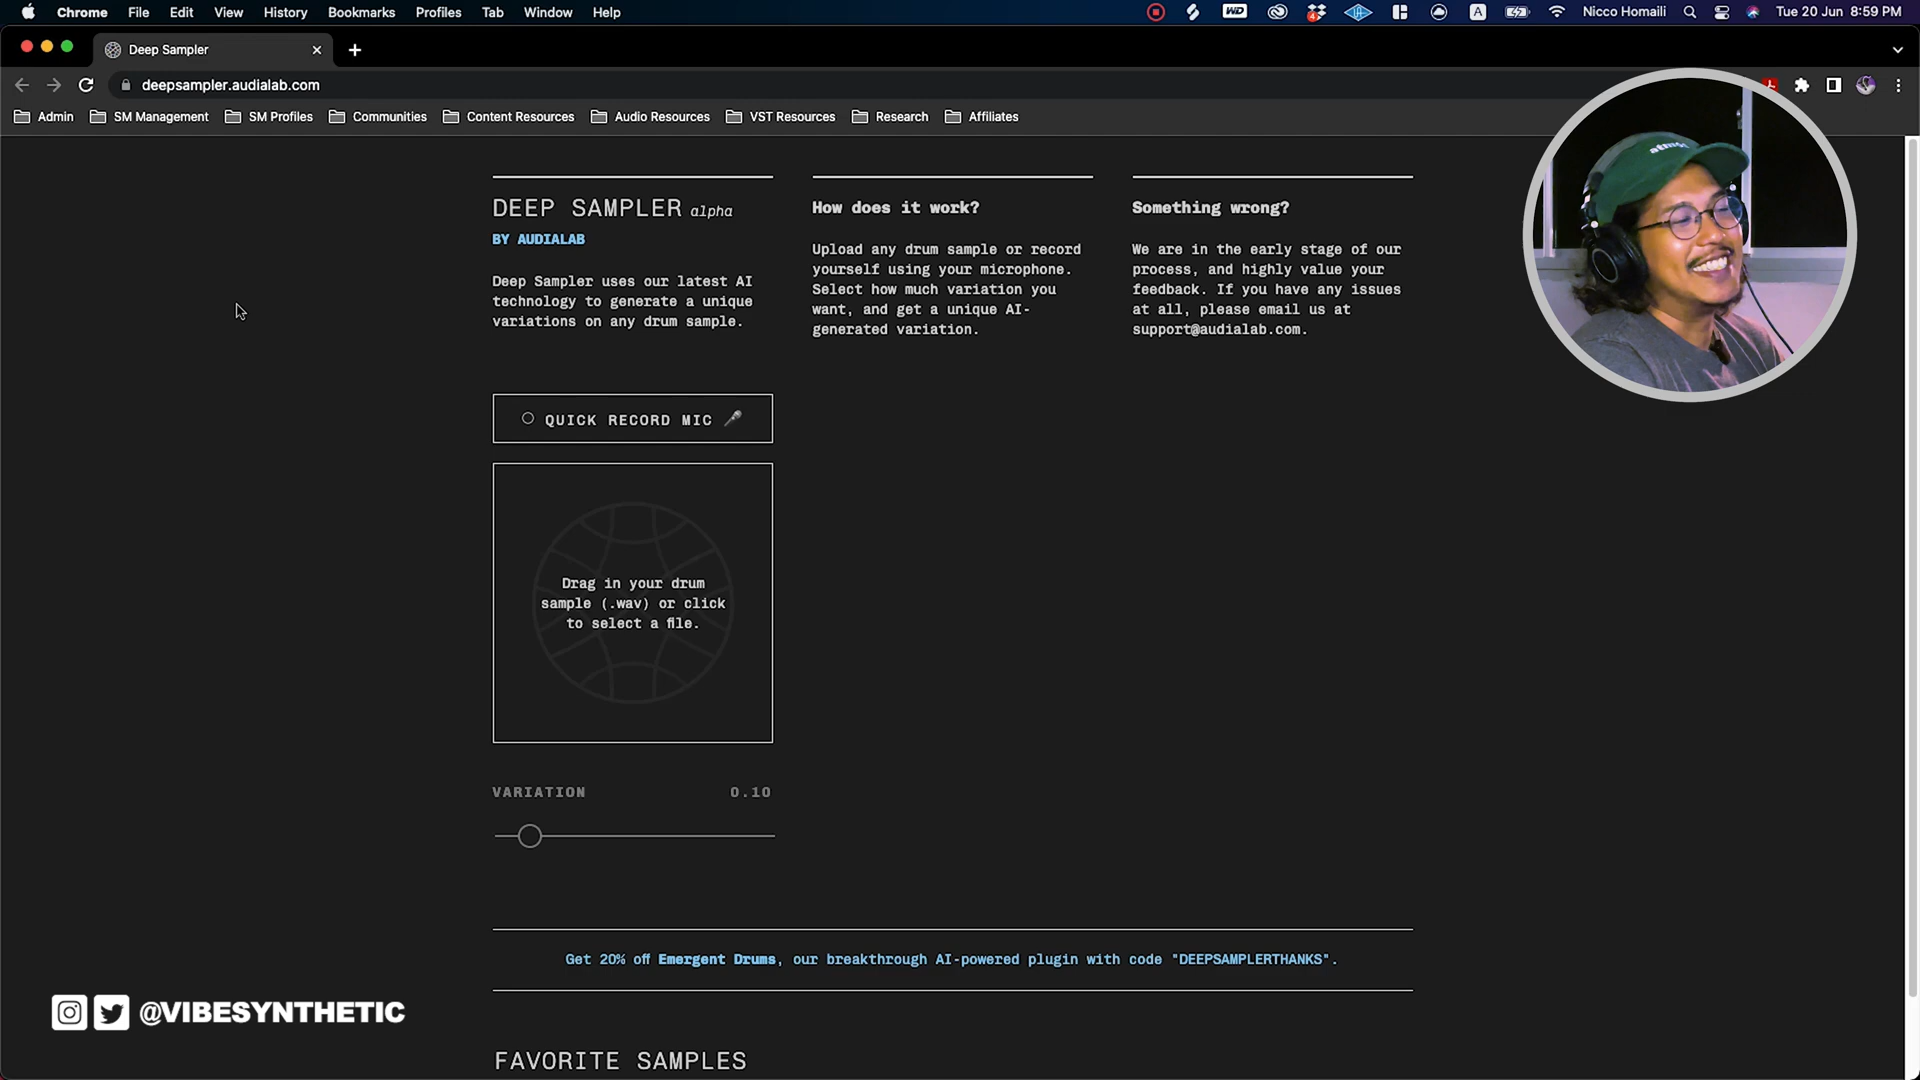 Chrome File Edit View History Bookmarks Profiles Tab Window Help
WD 4 A Nicco Homaili Tue 20 Jun 8:59 PM
Deep Sampler
deepsampler.audialab.com
Admin SM Management SM Profiles Communities Content Resources Audio Resources VST Resources Research Affiliates
DEEP SAMPLER alpha
BY AUDIALAB
Deep Sampler uses our latest AI
technology to generate a unique
variations on any drum sample.
How does it work?
Upload any drum sample or record
yourself using your microphone.
Select how much variation you
want, and get a unique AI-
generated variation.
Something wrong?
We are in the early stage of our
process, and highly value your
feedback. If you have any issues
at all, please email us at
support@audialab.com.
QUICK RECORD MIC
Drag in your drum
sample (.wav) or click
to select a file.
VARIATION 0.10
Get 20% off Emergent Drums, our breakthrough AI-powered plugin with code "DEEPSAMPLERTHANKS".
@VIBESYNTHETIC
FAVORITE SAMPLES